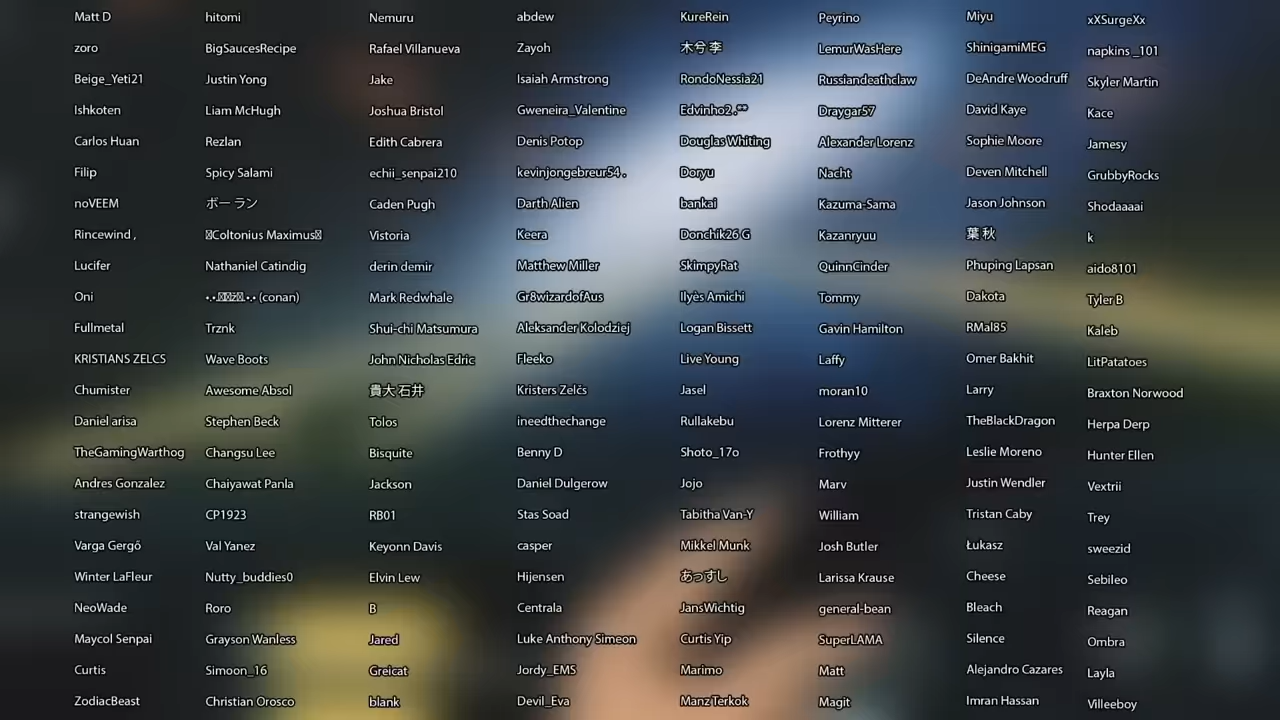 Matt D
zoro
Beige_Yeti21
Ishkoten
Carlos Huan
Filip
noVEEM
Rincewind ,
Lucifer
Oni
Fullmetal
KRISTIANS ZELCS
Chumister
Daniel arisa
TheGamingWarthog
Andres Gonzalez
strangewish
Varga Gergő
Winter LaFleur
NeoWade
Maycol Senpai
Curtis
ZodiacBeast
hitomi
BigSaucesRecipe
Justin Yong
Liam McHugh
Rezlan
Spicy Salami
ボー ラン
Coltonius Maximus
Nathaniel Catindig
(conan)
Trznk
Wave Boots
Awesome Absol
Stephen Beck
Changsu Lee
Chaiyawat Panla
CP1923
Val Yanez
Nutty_buddies0
Roro
Grayson Wanless
Simoon_16
Christian Orosco
Nemuru
Rafael Villanueva
Jake
Joshua Bristol
Edith Cabrera
echii_senpai210
Caden Pugh
Vistoria
derin demir
Mark Redwhale
Shui-chi Matsumura
John Nicholas Edric
貴大 石井
Tolos
Bisquite
Jackson
RB01
Keyonn Davis
Elvin Lew
B
Jared
Greicat
blank
abdew
Zayoh
Isaiah Armstrong
Gweneira_Valentine
Denis Potop
kevinjongebreur54 .
Darth Alien
Keera
Matthew Miller
Gr8wizardofAus
Aleksander Kolodziej
Fleeko
Kristers Zelčs
ineedthechange
Benny D
Daniel Dulgerow
Stas Soad
casper
Hijensen
Centrala
Luke Anthony Simeon
Jordy_EMS
Devil_Eva
KureRein
木兮 李
RondoNessia21
Edvinho2 .°°
Douglas Whiting
Doryu
bankai
Donchik26 G
SkimpyRat
Ilyès Amichi
Logan Bissett
Live Young
Jasel
Rullakebu
Shoto_17o
Jojo
Tabitha Van-Y
Mikkel Munk
あっすし
JansWichtig
Curtis Yip
Marimo
Manz Terkok
Peyrino
LemurWasHere
Russiandeathclaw
Draygar57
Alexander Lorenz
Nacht
Kazuma-Sama
Kazanryuu
QuinnCinder
Tommy
Gavin Hamilton
Laffy
moran10
Lorenz Mitterer
Frothyy
Marv
William
Josh Butler
Larissa Krause
general-bean
SuperLAMA
Matt
Magit
Miyu
ShinigamiMEG
DeAndre Woodruff
David Kaye
Sophie Moore
Deven Mitchell
Jason Johnson
葉 秋
Phuping Lapsan
Dakota
RMal85
Omer Bakhit
Larry
TheBlackDragon
Leslie Moreno
Justin Wendler
Tristan Caby
Łukasz
Cheese
Bleach
Silence
Alejandro Cazares
Imran Hassan
xXSurgeXx
napkins _101
Skyler Martin
Kace
Jamesy
GrubbyRocks
Shodaaaai
k
aido8101
Tyler B
Kaleb
LitPatatoes
Braxton Norwood
Herpa Derp
Hunter Ellen
Vextrii
Trey
sweezid
Sebileo
Reagan
Ombra
Layla
Villeeboy